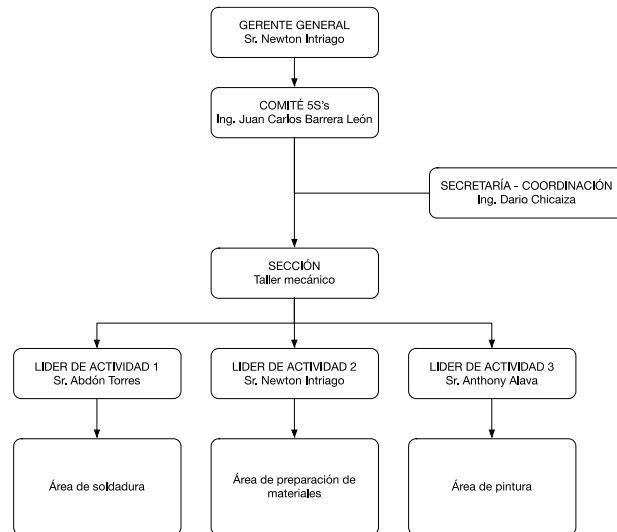 GERENTE GENERAL
Sr. Newton Intriago
COMITÉ 5S's
Ing. Juan Carlos Barrera León
SECRETARÍA - COORDINACIÓN
Ing. Dario Chicaiza
SECCIÓN
Taller mecánico
LIDER DE ACTIVIDAD 1
Sr. Abdón Torres
LIDER DE ACTIVIDAD 2
Sr. Newton Intriago
LIDER DE ACTIVIDAD 3
Sr. Anthony Alava
Área de soldadura
Área de preparación de
materiales
Área de pintura